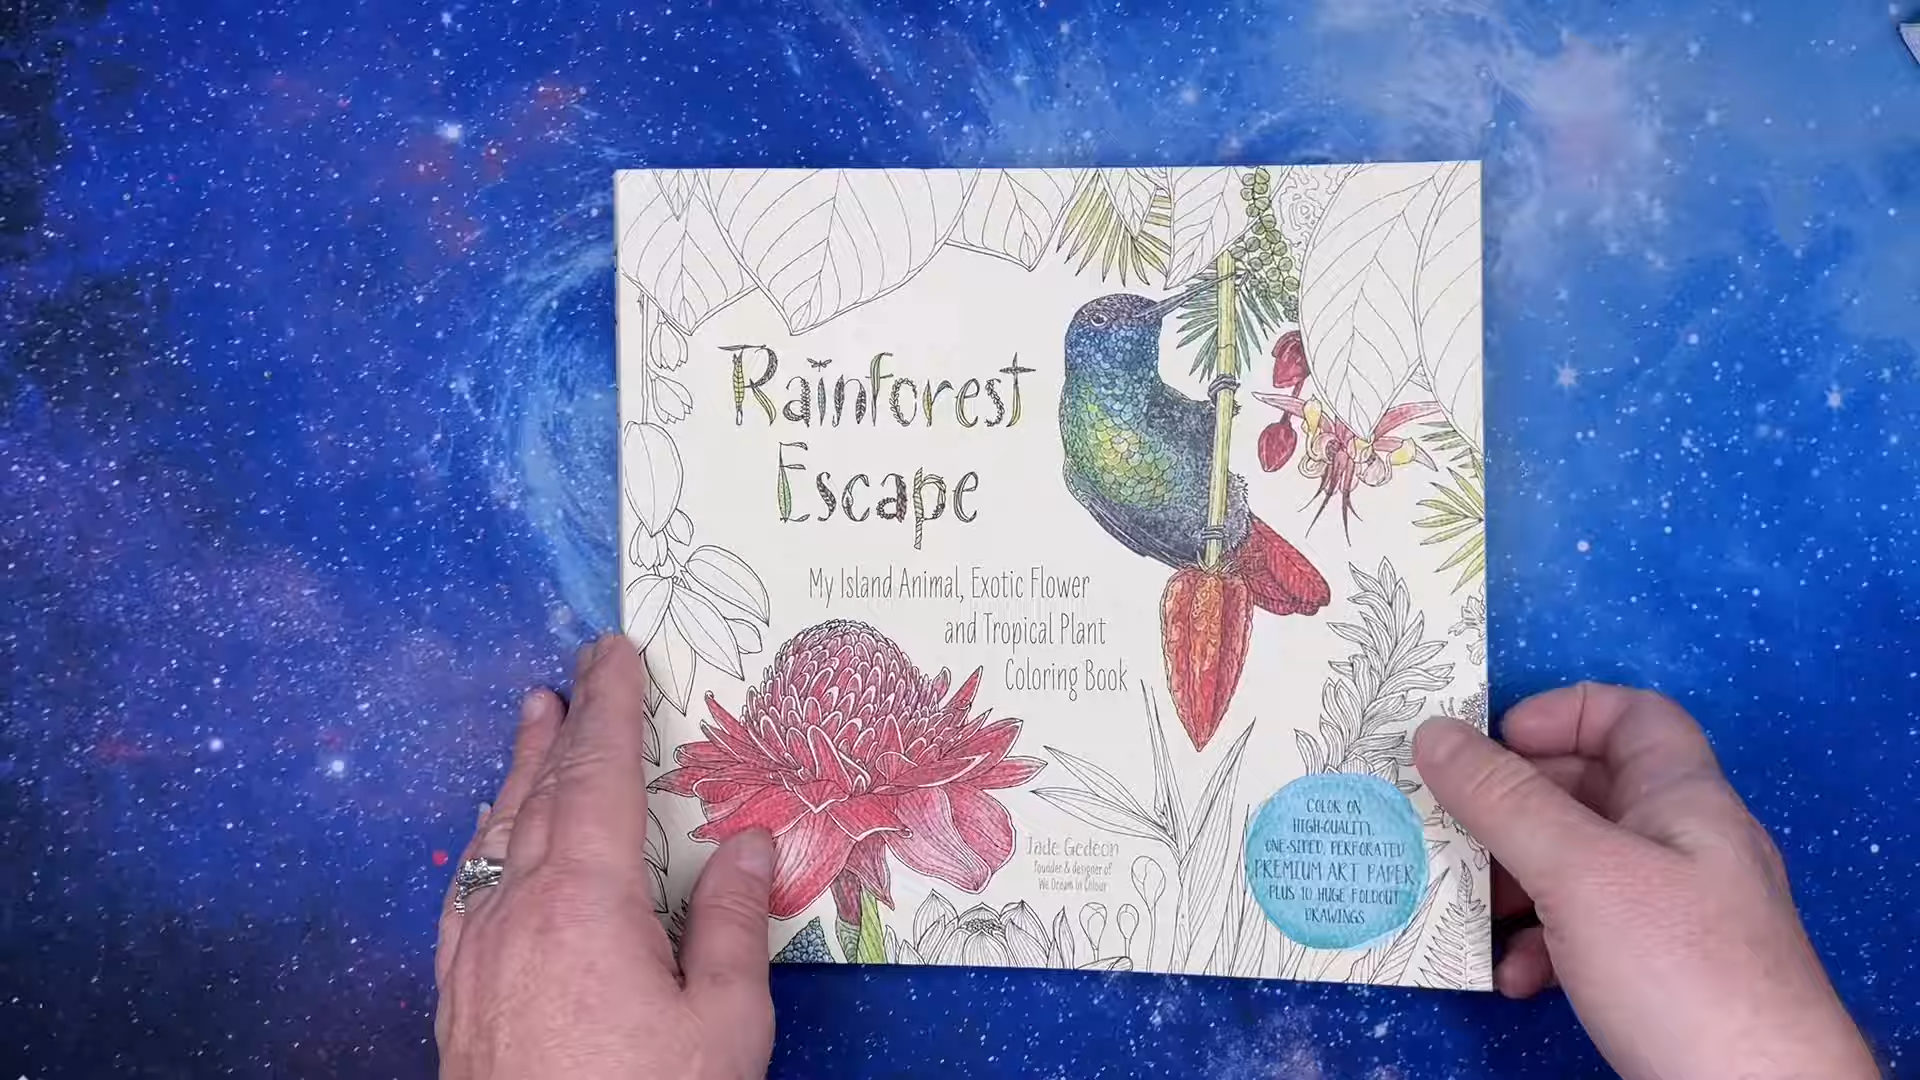 Rainforest
Escape
My Island Animal, Exotic Flower
and Tropical Plant
Coloring Book
Jade Gedeon
founder & designer of
We Dream in Colour
COLOR ON
HIGH-QUALITY,
ONE-SIDED, PERFORATED
PREMIUM ART PAPER
PLUS 10 HUGE FOLDOUT
DRAWINGS